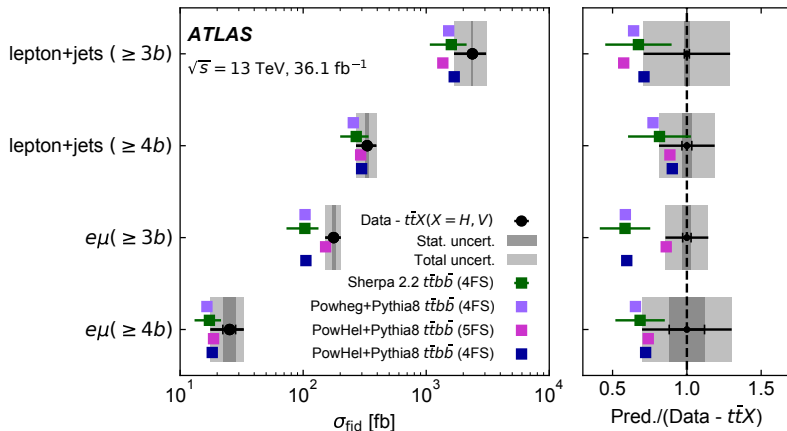 ATLAS
√s = 13 TeV, 36.1 fb⁻¹
lepton+jets ( ≥ 3b)
lepton+jets ( ≥ 4b)
eμ( ≥ 3b)
eμ( ≥ 4b)
Data - tt̄X(X = H, V)
Stat. uncert.
Total uncert.
Sherpa 2.2 tt̄bb̄ (4FS)
Powheg+Pythia8 tt̄bb̄ (4FS)
PowHel+Pythia8 tt̄bb̄ (5FS)
PowHel+Pythia8 tt̄bb̄ (4FS)
10¹ 10² 10³ 10⁴
σfid [fb]
0.5 1.0 1.5
Pred./(Data - tt̄X)